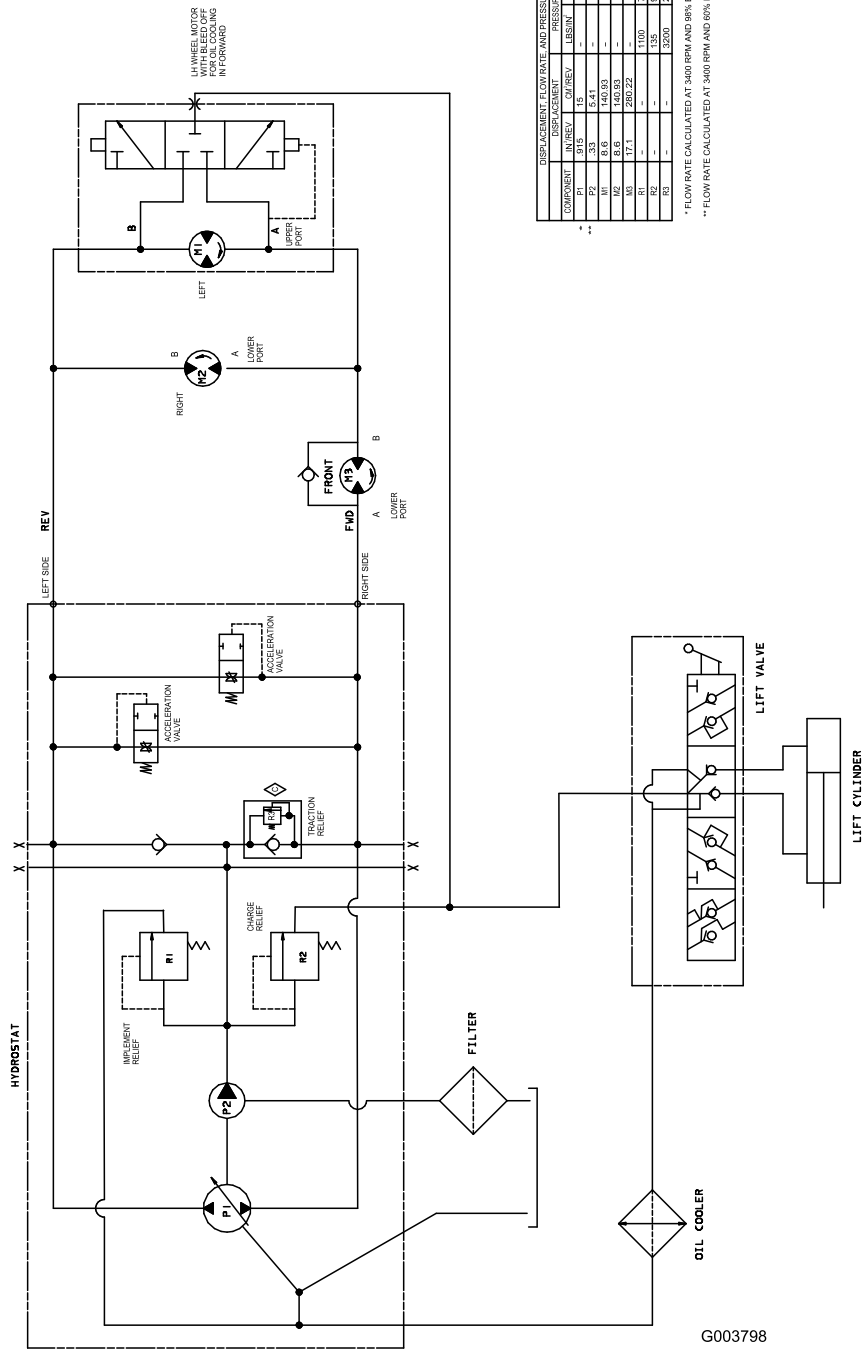 LH WHEEL MOTOR
WITH BLEED OFF
FOR OIL COOLING
IN FORWARD
B
A
UPPER
PORT
M1
LEFT
B
A
LOWER
PORT
M2
RIGHT
FRONT
M3
B
A
LOWER
PORT
REV
FWD
LEFT SIDE
RIGHT SIDE
ACCELERATION
VALVE
ACCELERATION
VALVE
C
R3
TRACTION
RELIEF
CHARGE
RELIEF
R1
R2
IMPLEMENT
RELIEF
HYDROSTAT
P2
P1
FILTER
OIL COOLER
LIFT VALVE
LIFT CYLINDER
DISPLACEMENT, FLOW RATE, AND PRESSU
DISPLACEMENT PRESSUR
COMPONENT IN³/REV CM³/REV LBS/IN²
* P1 .915 15 –
** P2 .33 5.41 –
M1 8.6 140.93 –
M2 8.6 140.93 –
M3 17.1 280.22 –
R1 – – 1100
R2 – – 135
R3 – – 3200
* FLOW RATE CALCULATED AT 3400 RPM AND 98%
** FLOW RATE CALCULATED AT 3400 RPM AND 60%
G003798